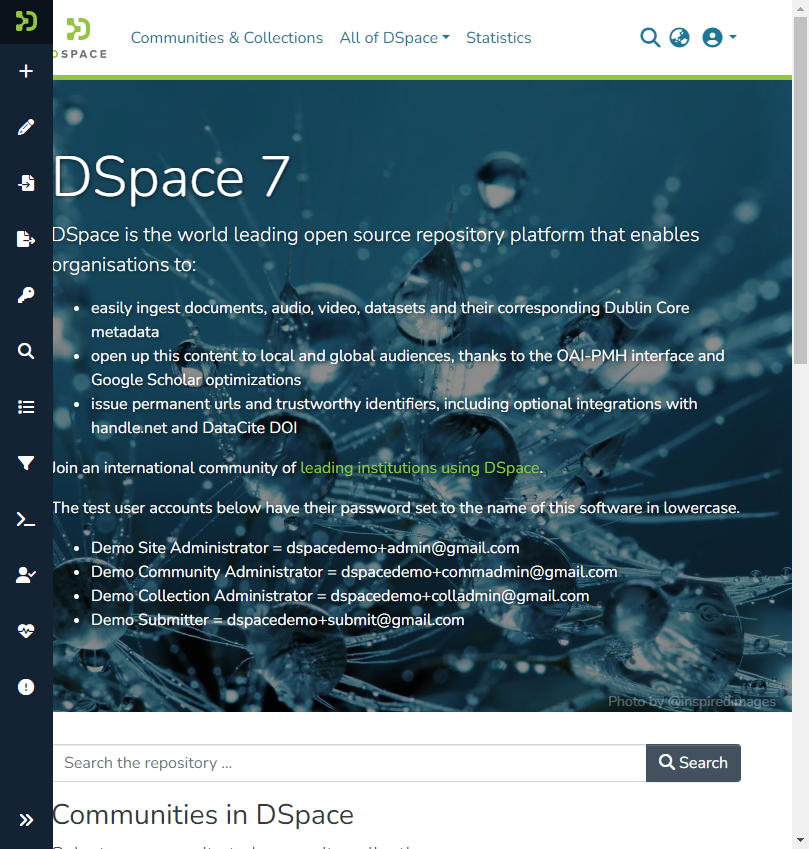 DSPACE
Communities & Collections All of DSpace Statistics
DSpace 7
DSpace is the world leading open source repository platform that enables
organisations to:
easily ingest documents, audio, video, datasets and their corresponding Dublin Core
metadata
open up this content to local and global audiences, thanks to the OAI-PMH interface and
Google Scholar optimizations
issue permanent urls and trustworthy identifiers, including optional integrations with
handle.net and DataCite DOI
Join an international community of leading institutions using DSpace.
The test user accounts below have their password set to the name of this software in lowercase.
Demo Site Administrator = dspacedemo+admin@gmail.com
Demo Community Administrator = dspacedemo+commadmin@gmail.com
Demo Collection Administrator = dspacedemo+colladmin@gmail.com
Demo Submitter = dspacedemo+submit@gmail.com
Photo by @inspiredimages
Search the repository ... Search
Communities in DSpace